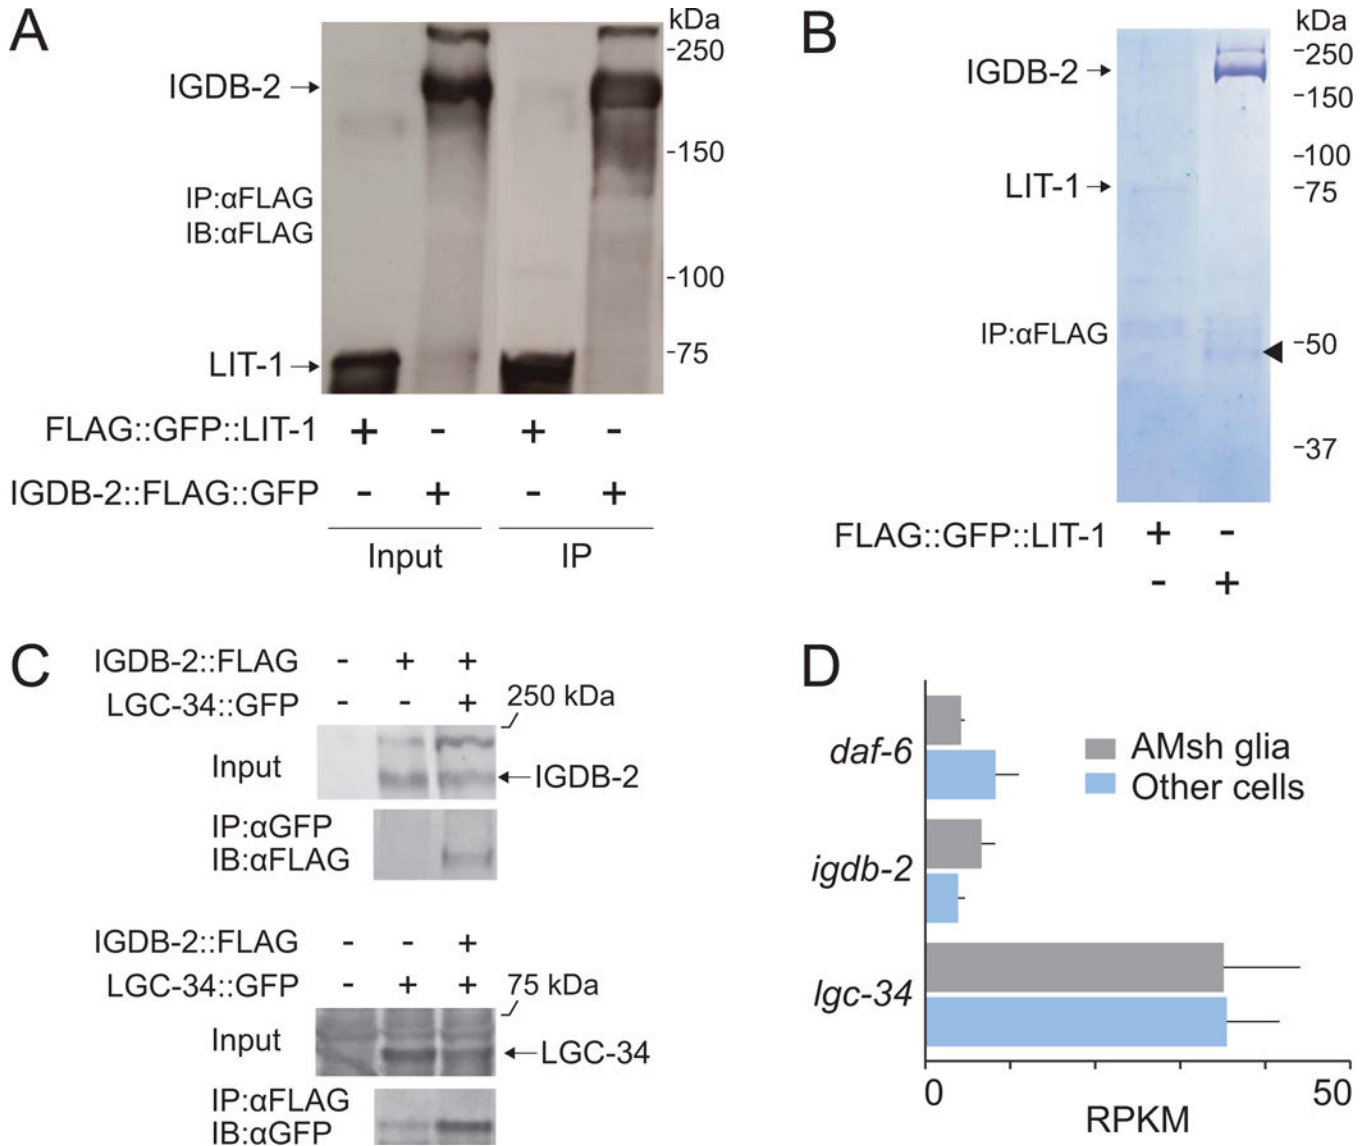 A
kDa
-250
IGDB-2 →
-150
IP:αFLAG
IB:αFLAG
-100
-75
LIT-1 →
FLAG::GFP::LIT-1 + - + -
IGDB-2::FLAG::GFP - + - +
Input IP
B
kDa
-250
IGDB-2 →
-150
-100
LIT-1 → -75
IP:αFLAG -50
-37
FLAG::GFP::LIT-1 + -
- +
C
IGDB-2::FLAG - + +
LGC-34::GFP - - + 250 kDa
Input ← IGDB-2
IP:αGFP
IB:αFLAG
IGDB-2::FLAG - - +
LGC-34::GFP - + + 75 kDa
Input ← LGC-34
IP:αFLAG
IB:αGFP
D
daf-6
AMsh glia
Other cells
igdb-2
lgc-34
0 50
RPKM